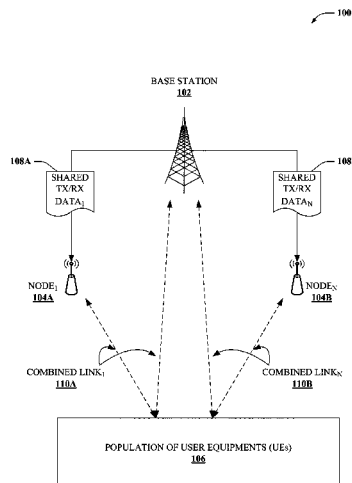 100
BASE STATION
102
108A
SHARED
TX/RX
DATA1
108
SHARED
TX/RX
DATAN
NODE1
104A
NODEN
104B
COMBINED LINK1
110A
COMBINED LINKN
110B
POPULATION OF USER EQUIPMENTS (UEs)
106